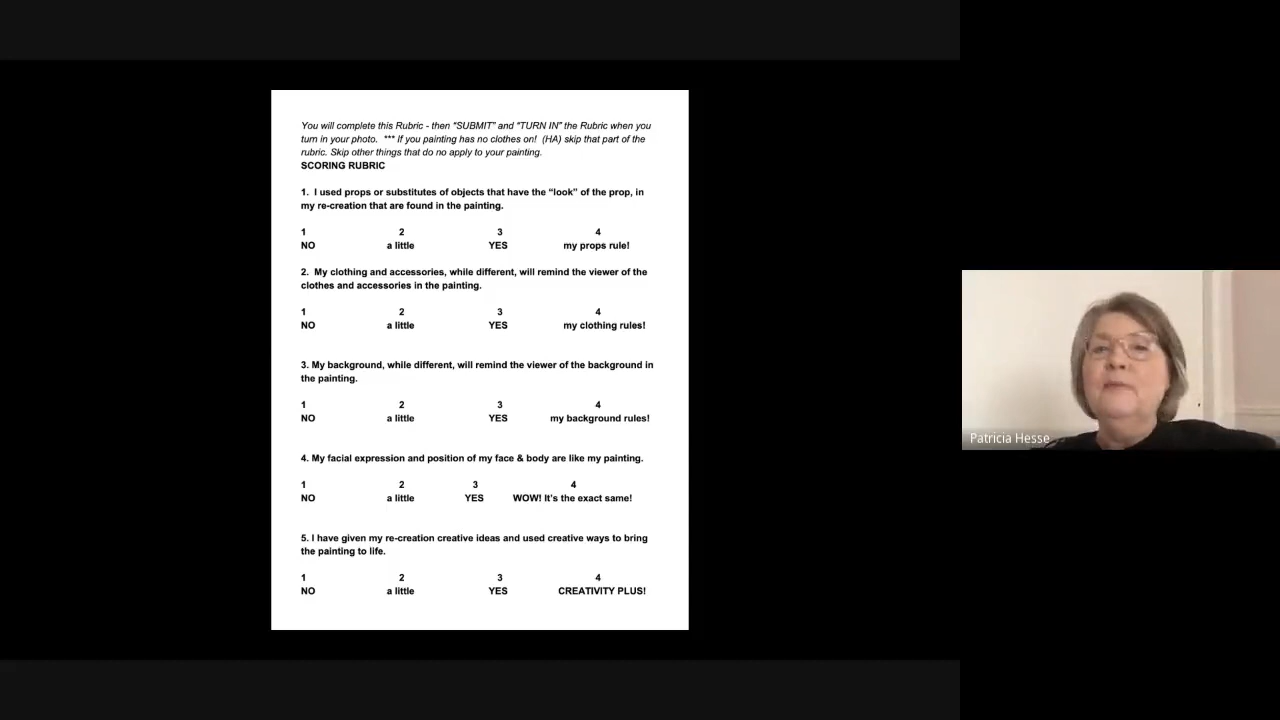 You will complete this Rubric - then “SUBMIT” and “TURN IN” the Rubric when you
turn in your photo.  *** If you painting has no clothes on!  (HA) skip that part of the
rubric. Skip other things that do no apply to your painting.
SCORING RUBRIC
1.  I used props or substitutes of objects that have the “look” of the prop, in
my re-creation that are found in the painting.
1 2 3 4
NO a little YES my props rule!
2.  My clothing and accessories, while different, will remind the viewer of the
clothes and accessories in the painting.
1 2 3 4
NO a little YES my clothing rules!
3. My background, while different, will remind the viewer of the background in
the painting.
1 2 3 4
NO a little YES my background rules!
4. My facial expression and position of my face & body are like my painting.
1 2 3 4
NO a little YES WOW! It's the exact same!
5. I have given my re-creation creative ideas and used creative ways to bring
the painting to life.
1 2 3 4
NO a little YES CREATIVITY PLUS!
Patricia Hesse